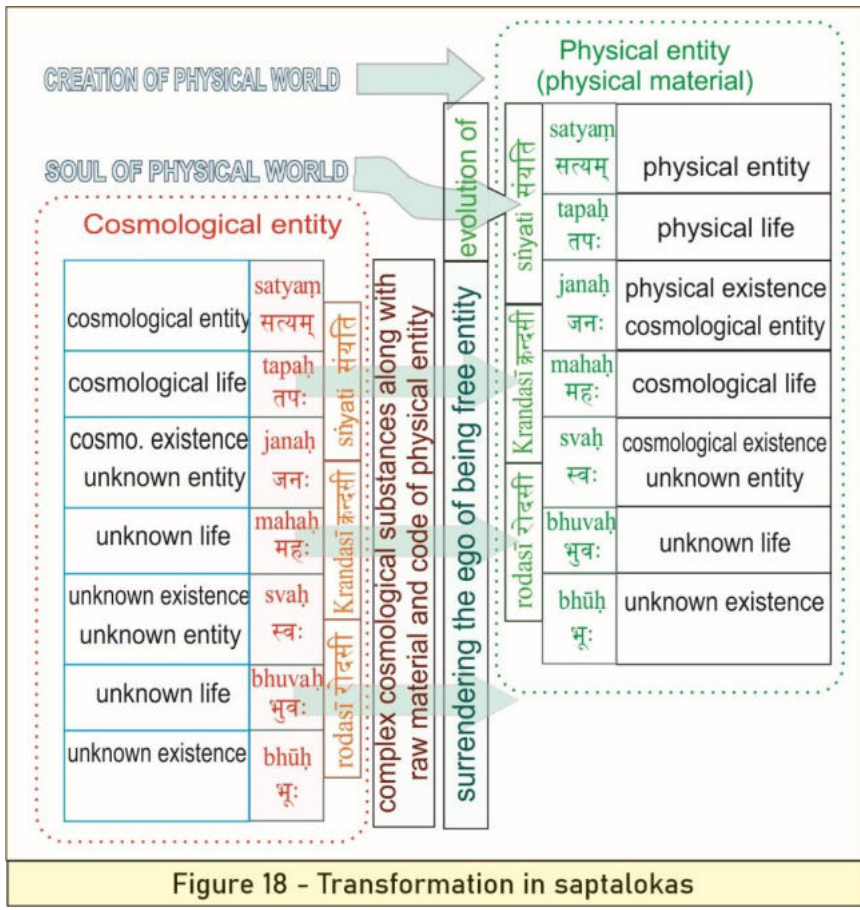 CREATION OF PHYSICAL WORLD
SOUL OF PHYSICAL WORLD
Cosmological entity
cosmological entity
satyaṃ
सत्यम्
cosmological life
tapaḥ
तपः
cosmo. existence
unknown entity
janaḥ
जनः
unknown life
mahaḥ
महः
unknown existence
unknown entity
svaḥ
स्वः
unknown life
bhuvaḥ
भुवः
unknown existence
bhūḥ
भूः
sṅyati संयति
Krandasī क्रन्दसी
rodasī रोदसी
complex cosmological substances along with
raw material and code of physical entity
evolution of
surrendering the ego of being free entity
Physical entity
(physical material)
sṅyati संयति
Krandasī क्रन्दसी
rodasī रोदसी
satyaṃ
सत्यम्
physical entity
tapaḥ
तपः
physical life
janaḥ
जनः
physical existence
cosmological entity
mahaḥ
महः
cosmological life
svaḥ
स्वः
cosmological existence
unknown entity
bhuvaḥ
भुवः
unknown life
bhūḥ
भूः
unknown existence
Figure 18 - Transformation in saptalokas